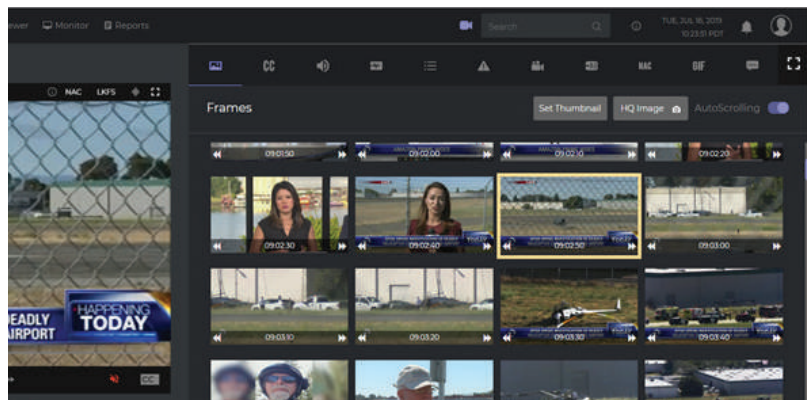 ewer Monitor Reports
Search
TUE, JUL 16, 2019
10:23:51 PDT
NAC LKFS
CC
NAC
GIF
Frames
Set Thumbnail
HQ Image
AutoScrolling
09:01:50
09:02:00
09:02:10
09:02:20
09:02:30
09:02:40
09:02:50
09:03:00
09:03:10
09:03:20
09:03:30
09:03:40
EADLY
IRPORT
HAPPENING
TODAY
CC